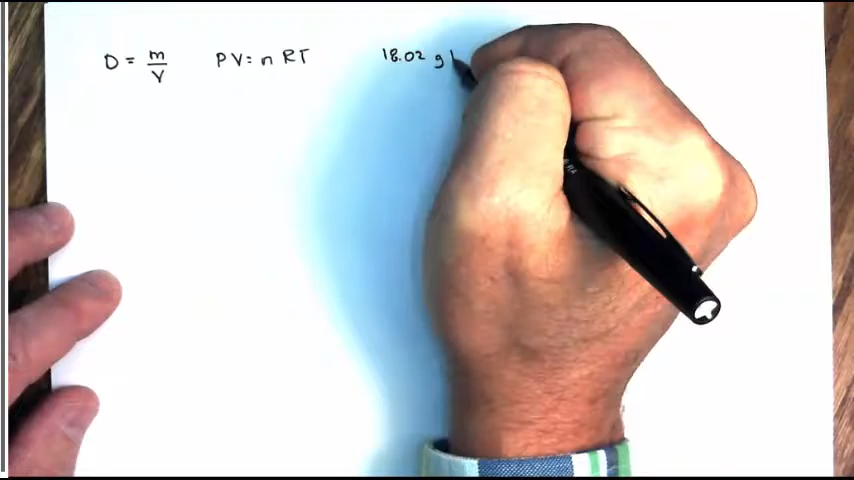 D = m/V PV = nRT 18.02 g